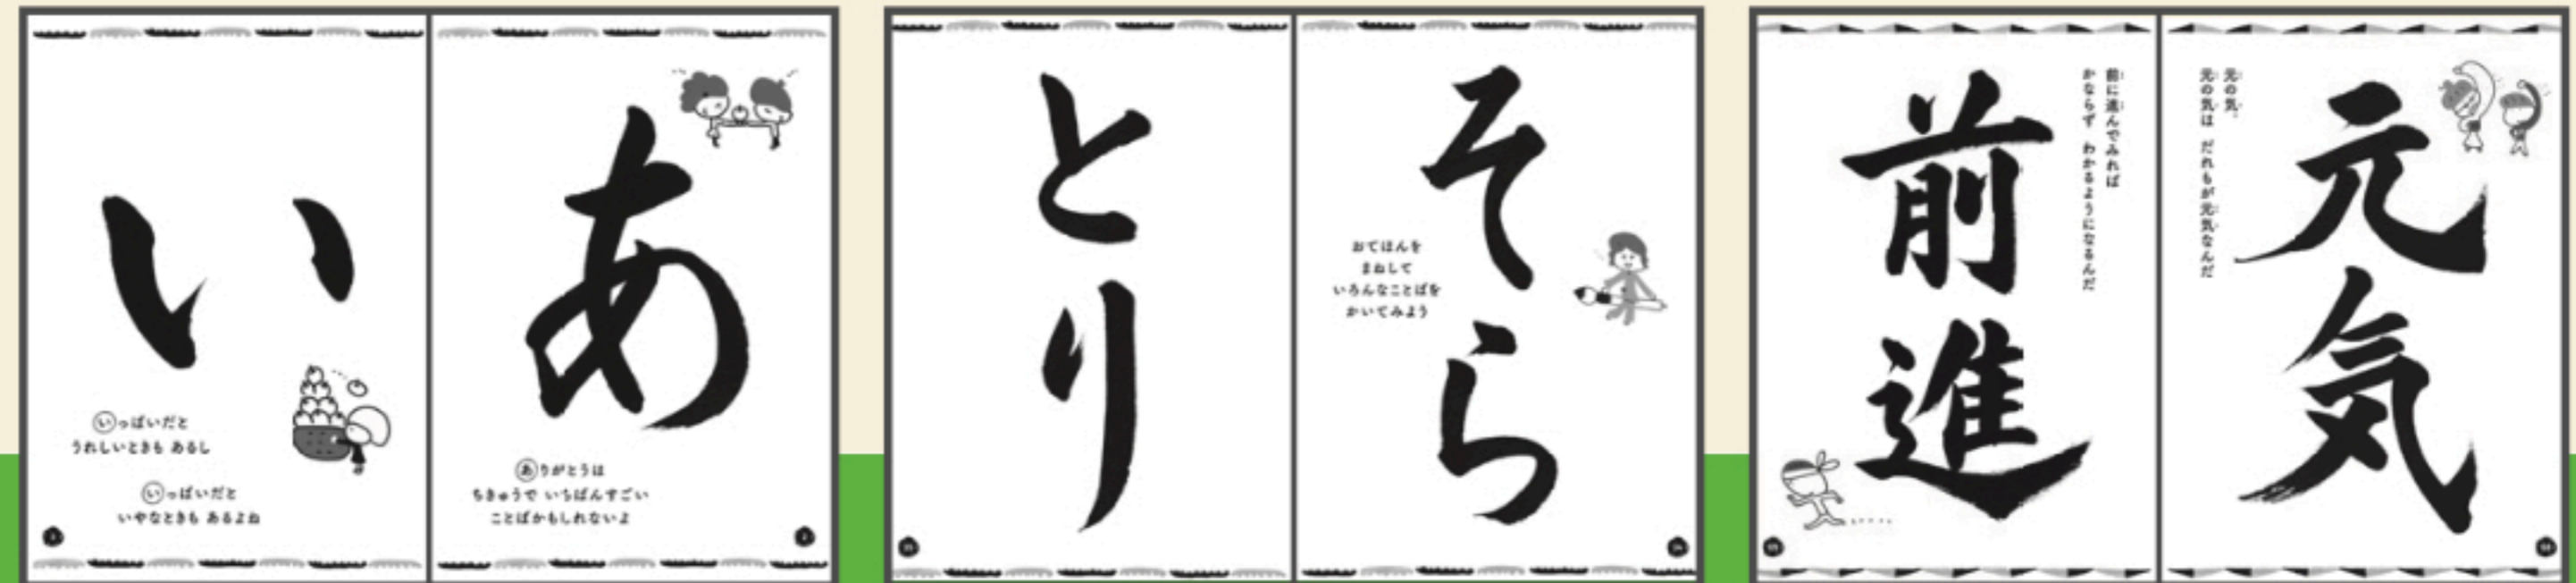 あ
ありがとうは
ちきゅうで いちばんすごい
ことばかもしれないよ
い
いっぱいだと
うれしいときも あるし
いっぱいだと
いやなときも あるよね
そら
おてほんを
まねして
いろんなことばを
かいてみよう
とり
元気
元の気。
元の気は だれもが元気なんだ
前に進んでみれば
かならず わかるようになるんだ
前進